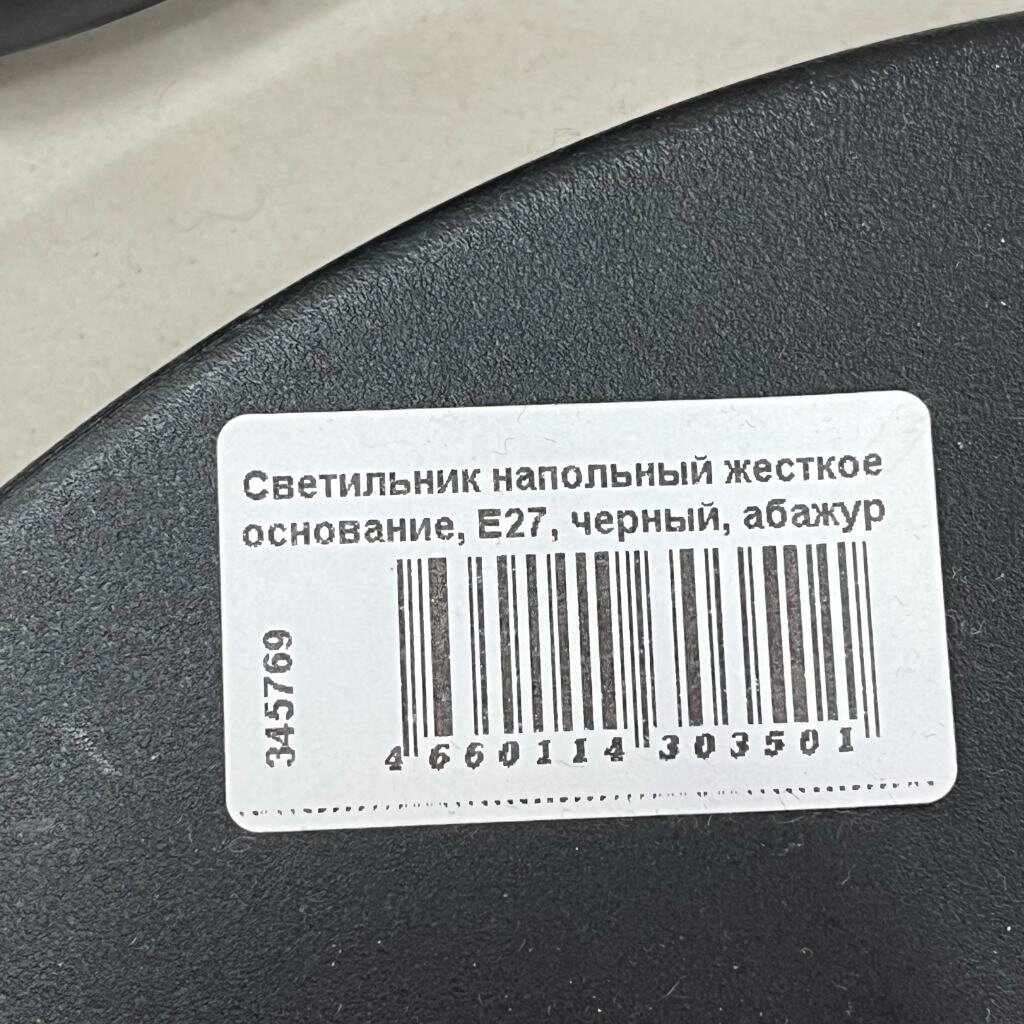 Светильник напольный жесткое
основание, E27, черный, абажур
345769
4 660114 303501